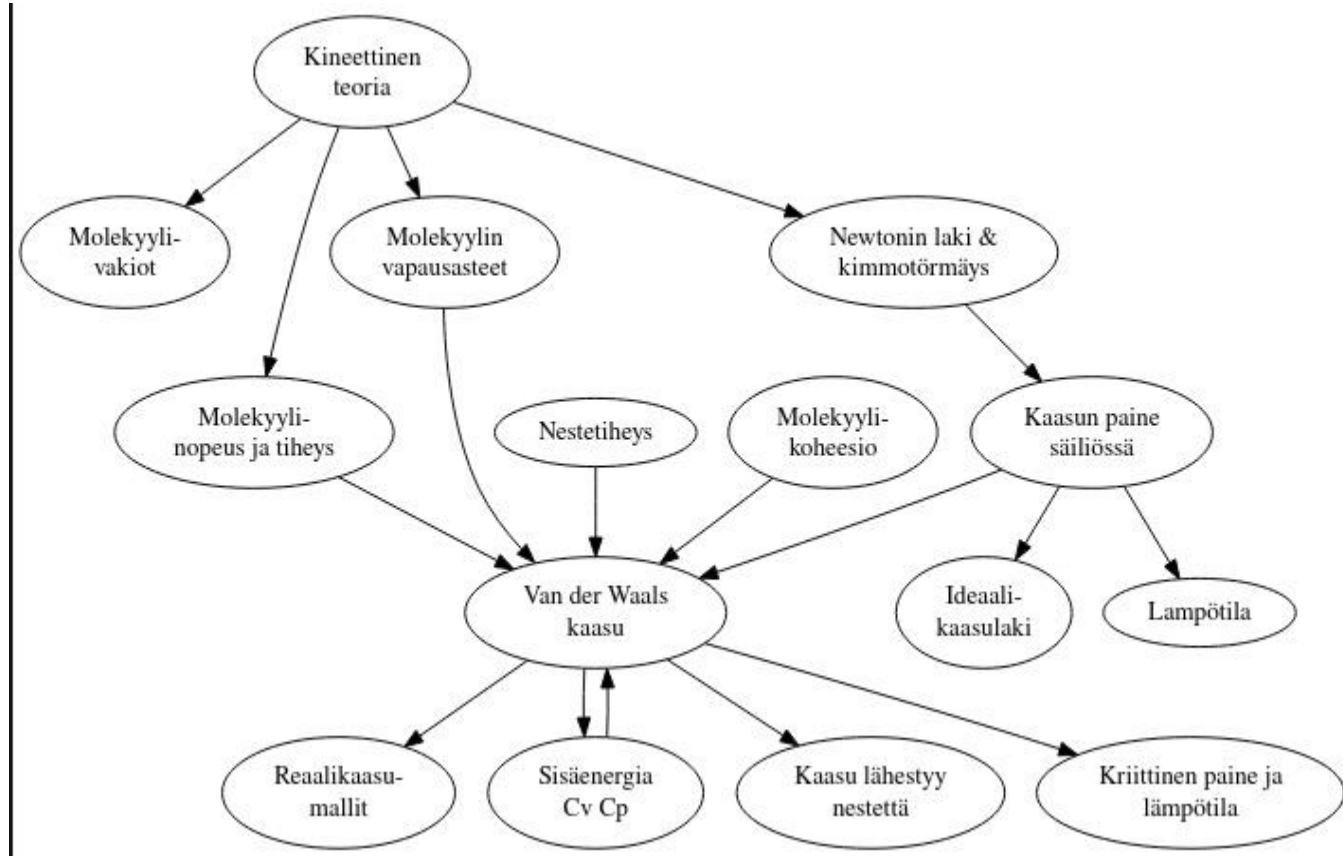 Kineettinen
teoria
Molekyyli-
vakiot
Molekyylin
vapausasteet
Newtonin laki &
kimmotörmäys
Molekyyli-
nopeus ja tiheys
Nestetiheys
Molekyyli-
koheesio
Kaasun paine
säiliössä
Van der Waals
kaasu
Ideaali-
kaasulaki
Lampötila
Reaalikaasu-
mallit
Sisäenergia
Cv Cp
Kaasu lähestyy
nestettä
Kriittinen paine ja
lämpötila